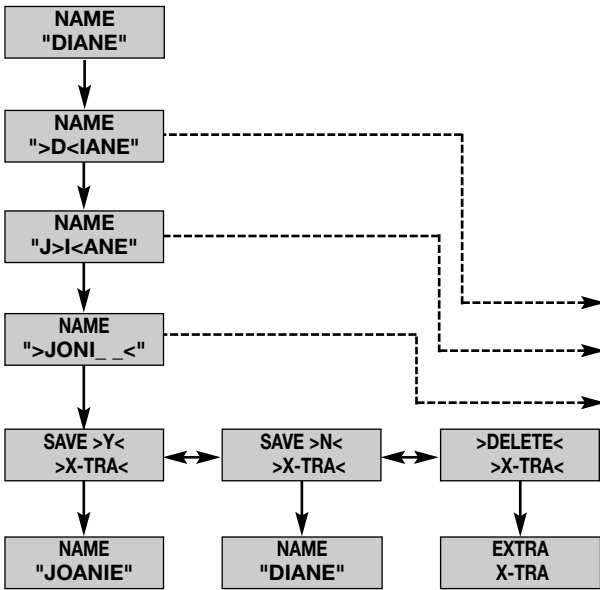 NAME
"DIANE"
NAME
">D<IANE"
NAME
"J>I<ANE"
NAME
">JONI_ _<"
SAVE >Y<
>X-TRA<
SAVE >N<
>X-TRA<
>DELETE<
>X-TRA<
NAME
"JOANIE"
NAME
"DIANE"
EXTRA
X-TRA